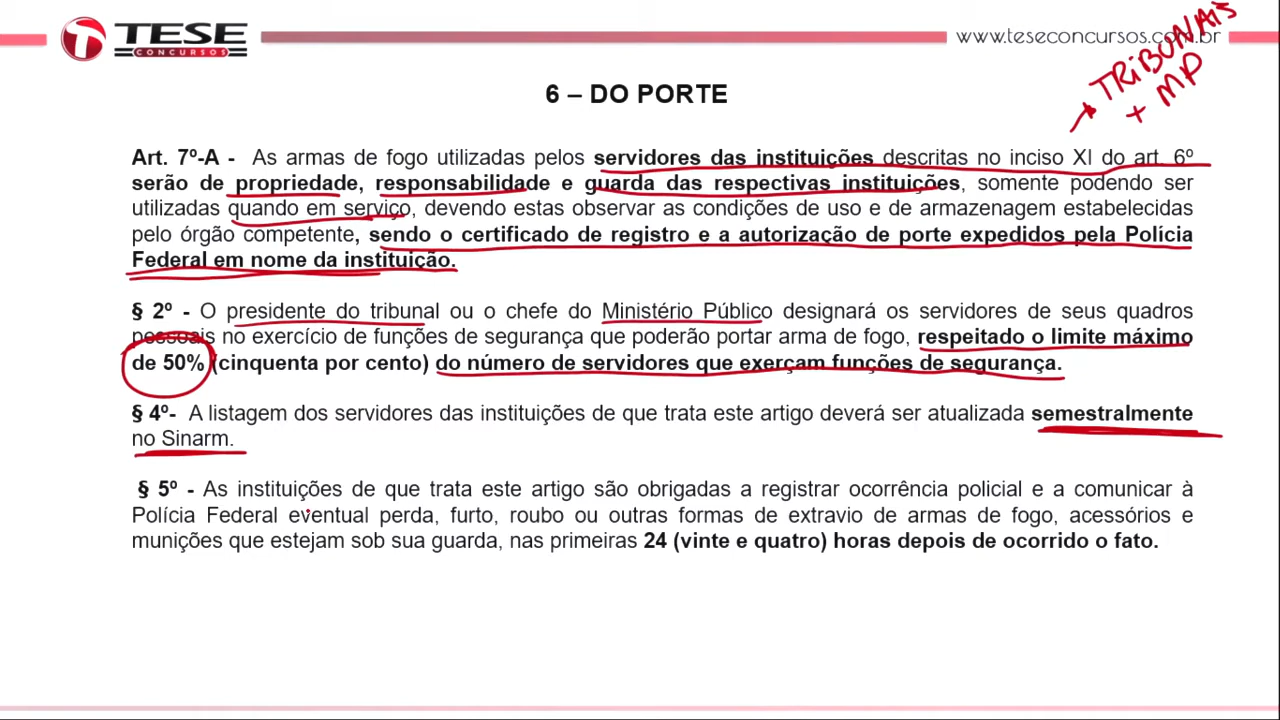 TESE
CONCURSOS
www.teseconcursos.com.br
→ TRIBUNAIS
+ MP
6 – DO PORTE
Art. 7º-A - As armas de fogo utilizadas pelos servidores das instituições descritas no inciso XI do art. 6º
serão de propriedade, responsabilidade e guarda das respectivas instituições, somente podendo ser
utilizadas quando em serviço, devendo estas observar as condições de uso e de armazenagem estabelecidas
pelo órgão competente, sendo o certificado de registro e a autorização de porte expedidos pela Polícia
Federal em nome da instituição.
§ 2º - O presidente do tribunal ou o chefe do Ministério Público designará os servidores de seus quadros
pessoais no exercício de funções de segurança que poderão portar arma de fogo, respeitado o limite máximo
de 50% (cinquenta por cento) do número de servidores que exerçam funções de segurança.
§ 4º- A listagem dos servidores das instituições de que trata este artigo deverá ser atualizada semestralmente
no Sinarm.
§ 5º - As instituições de que trata este artigo são obrigadas a registrar ocorrência policial e a comunicar à
Polícia Federal eventual perda, furto, roubo ou outras formas de extravio de armas de fogo, acessórios e
munições que estejam sob sua guarda, nas primeiras 24 (vinte e quatro) horas depois de ocorrido o fato.